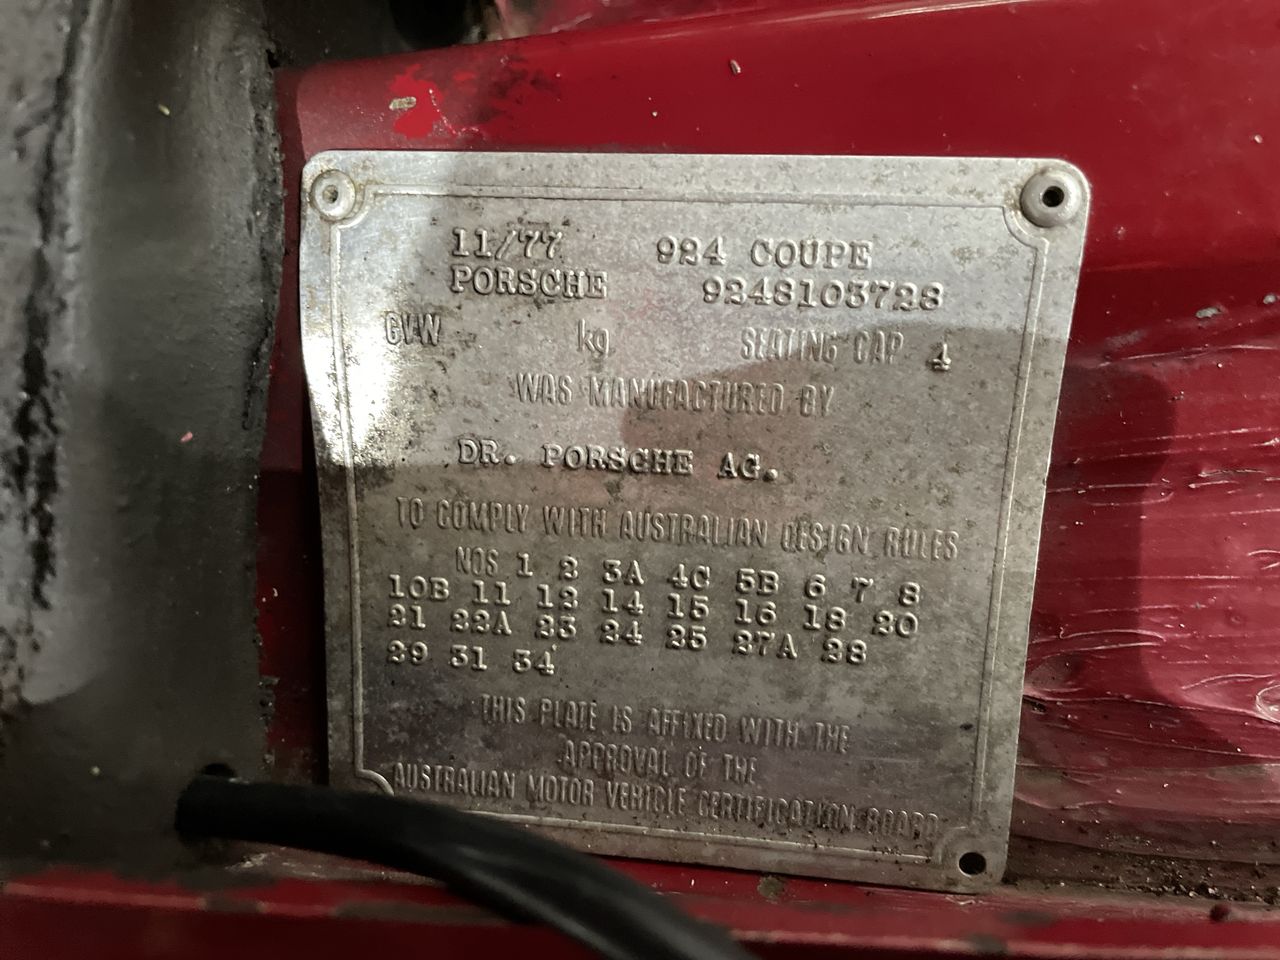 11/77 924 COUPE
PORSCHE 9248103728
GVW kg SEATING CAP 4
WAS MANUFACTURED BY
DR. PORSCHE AG.
TO COMPLY WITH AUSTRALIAN DESIGN RULES
NOS 1 2 3A 4C 5B 6 7 8
10B 11 12 14 15 16 18 20
21 22A 23 24 25 27A 28
29 31 34
THIS PLATE IS AFFIXED WITH THE
APPROVAL OF THE
AUSTRALIAN MOTOR VEHICLE CERTIFICATION BOARD